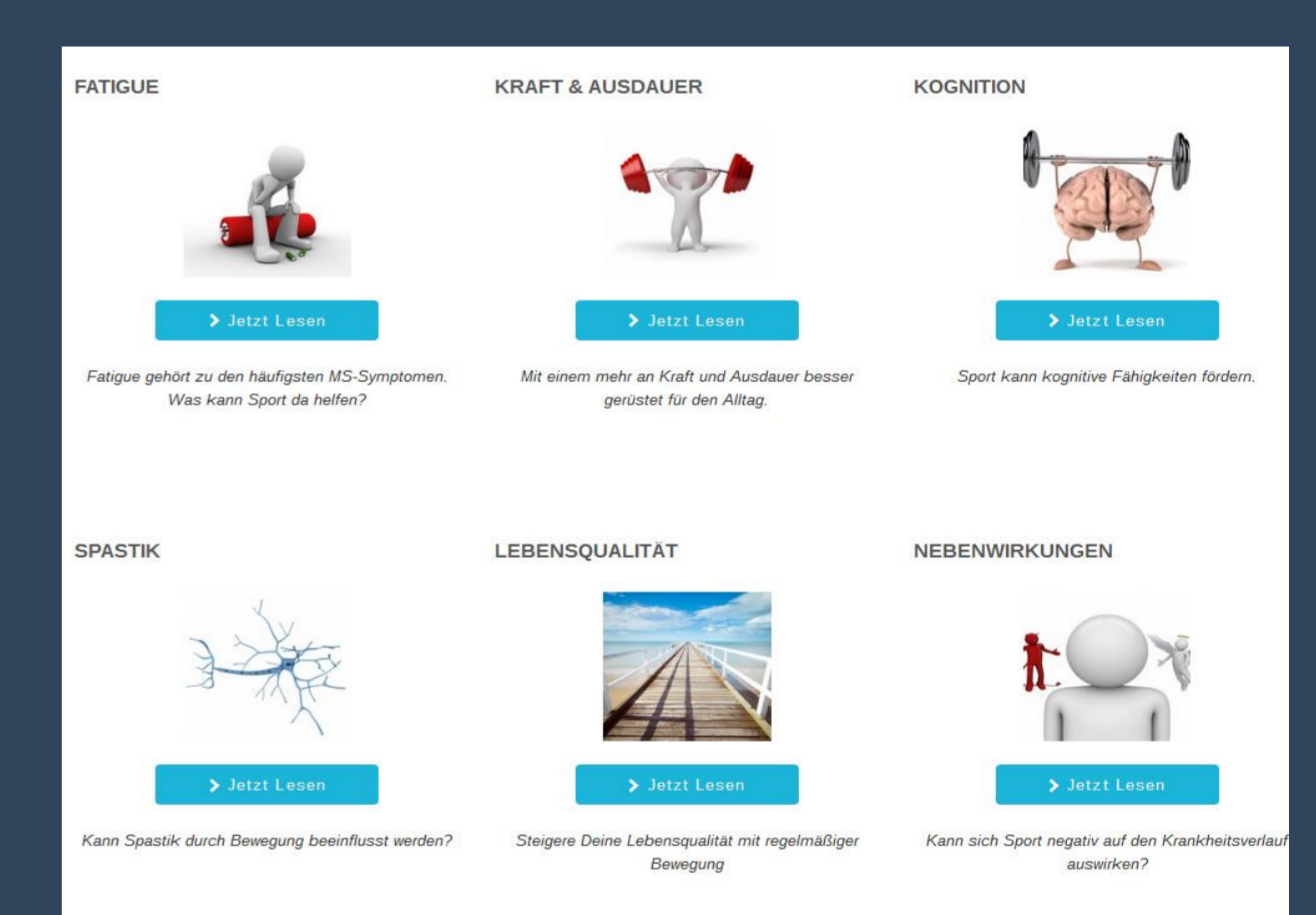 FATIGUE
KRAFT & AUSDAUER
KOGNITION
Jetzt Lesen
Jetzt Lesen
Jetzt Lesen
Fatigue gehört zu den häufigsten MS-Symptomen.
Was kann Sport da helfen?
Mit einem mehr an Kraft und Ausdauer besser
gerüstet für den Alltag.
Sport kann kognitive Fähigkeiten fördern.
SPASTIK
LEBENSQUALITÄT
NEBENWIRKUNGEN
Jetzt Lesen
Jetzt Lesen
Jetzt Lesen
Kann Spastik durch Bewegung beeinflusst werden?
Steigere Deine Lebensqualität mit regelmäßiger
Bewegung
Kann sich Sport negativ auf den Krankheitsverlauf
auswirken?